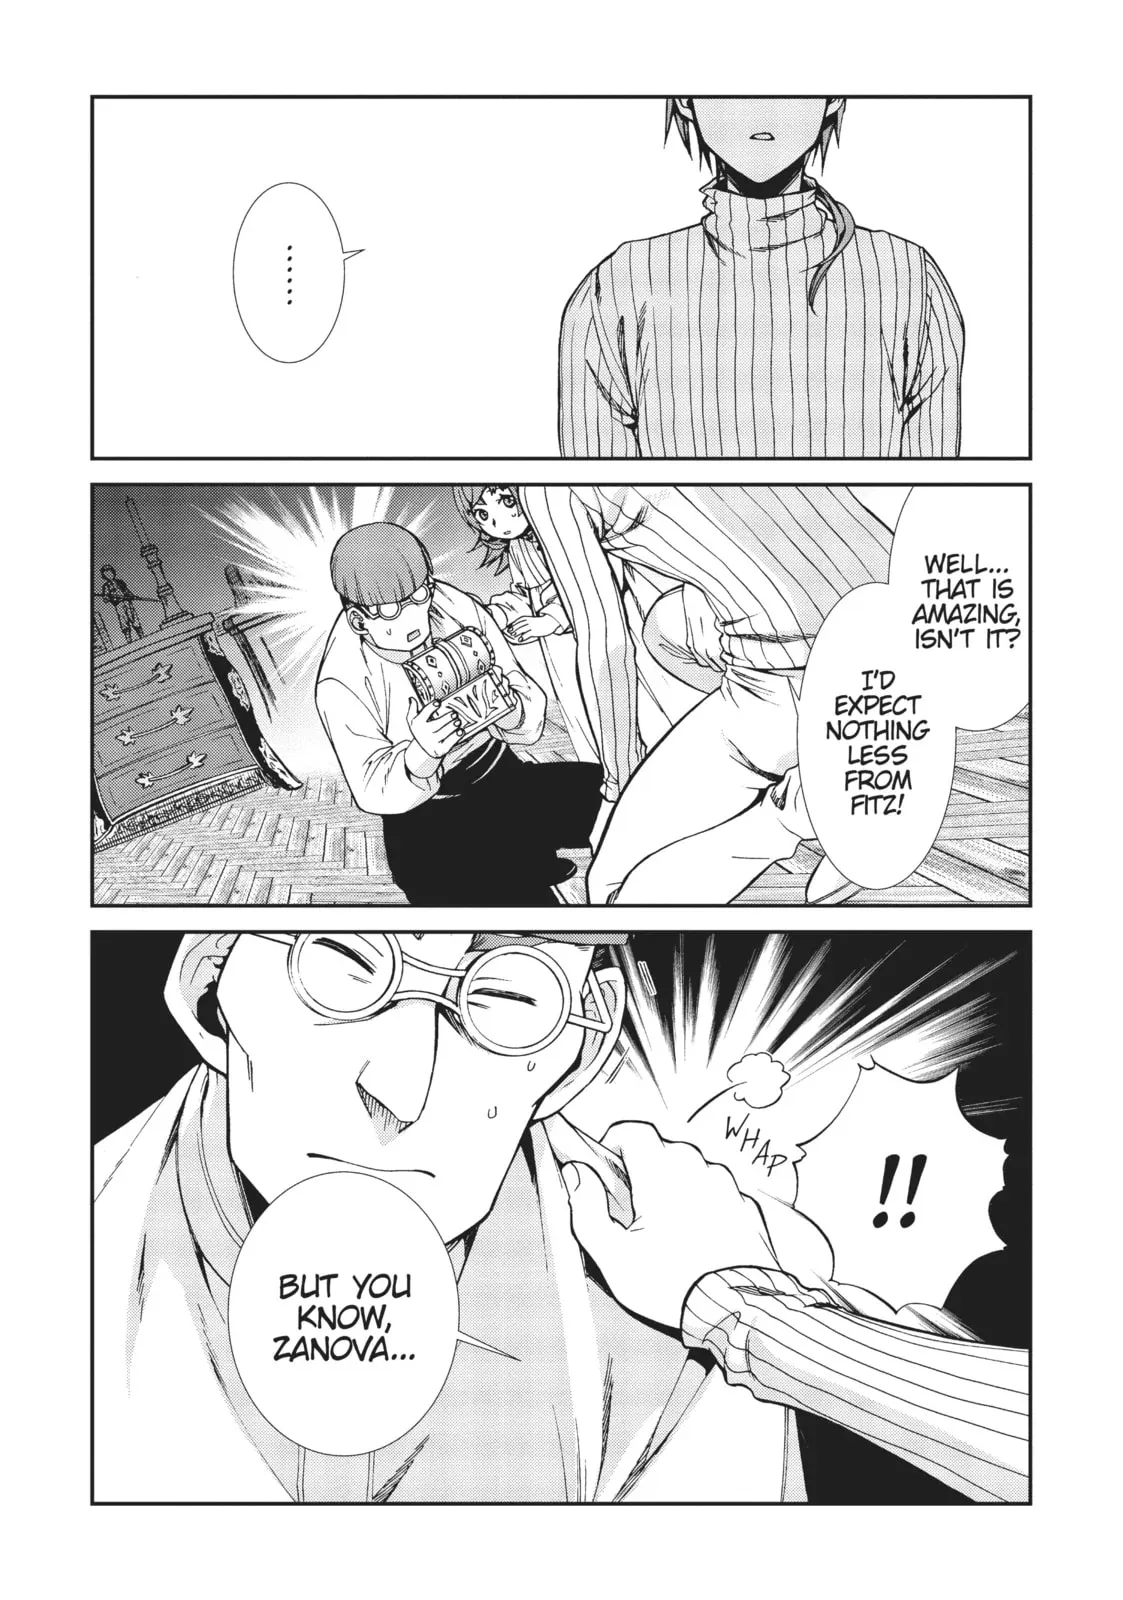 ......
WELL...
THAT IS
AMAZING,
ISN'T IT?
I'D
EXPECT
NOTHING
LESS
FROM
FITZ!
!!
WHAP
BUT YOU
KNOW,
ZANOVA...